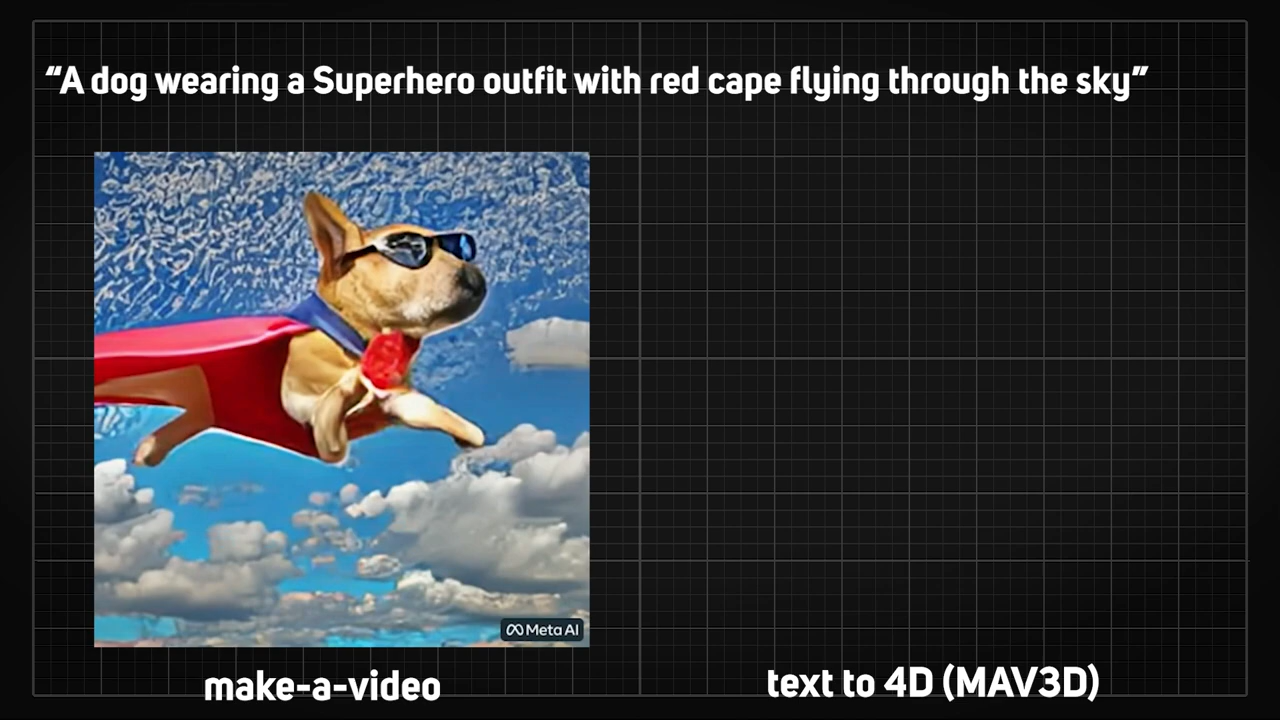 “A dog wearing a Superhero outfit with red cape flying through the sky”
Meta AI
make-a-video
text to 4D (MAV3D)